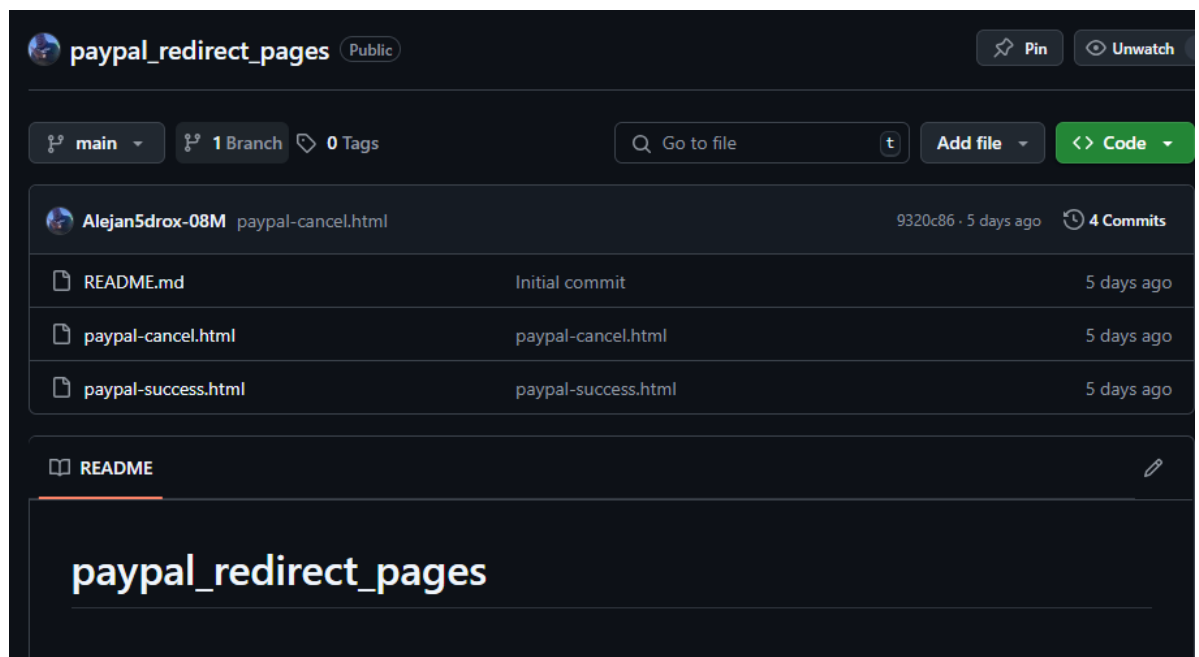 paypal_redirect_pages Public Pin Unwatch
main 1 Branch 0 Tags Go to file t Add file Code
Alejan5drox-08M paypal-cancel.html 9320c86 · 5 days ago 4 Commits
README.md Initial commit 5 days ago
paypal-cancel.html paypal-cancel.html 5 days ago
paypal-success.html paypal-success.html 5 days ago
README
paypal_redirect_pages